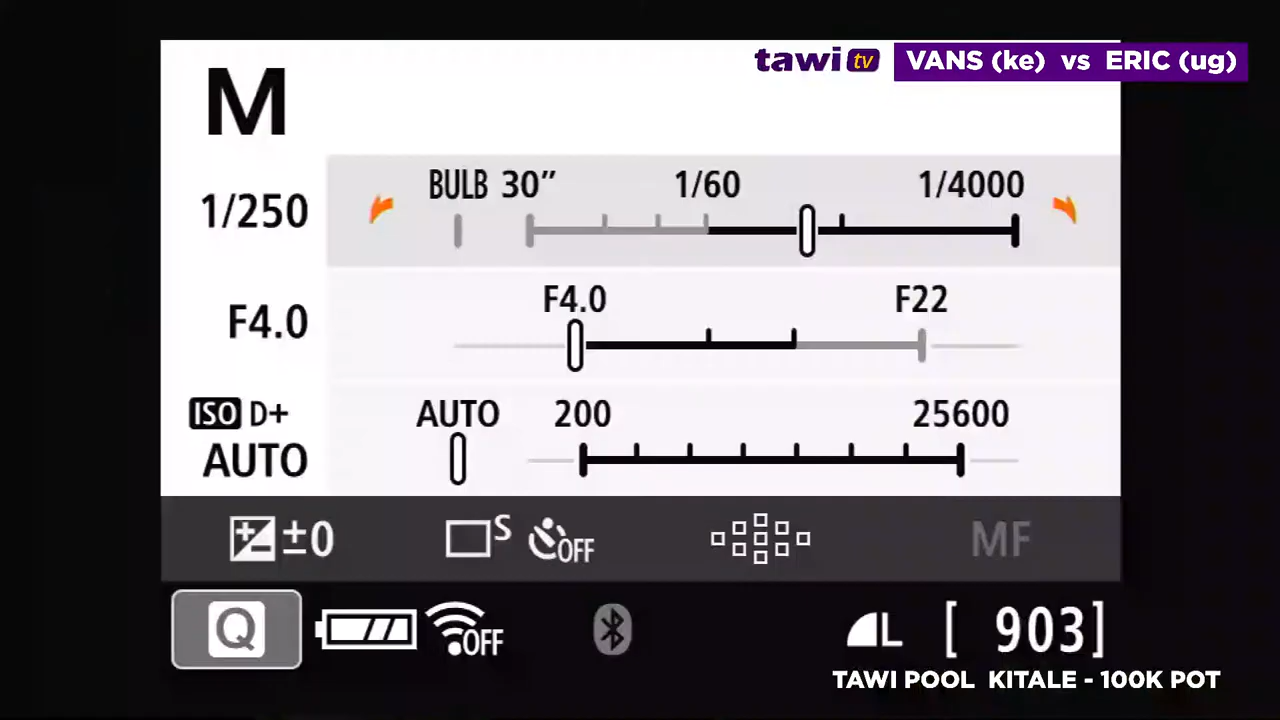 tawi tv VANS (ke) vs ERIC (ug)
M
1/250 BULB 30” 1/60 1/4000
F4.0 F4.0 F22
ISO D+ AUTO 200 25600
AUTO
±0 S OFF MF
Q OFF L [ 903]
TAWI POOL KITALE - 100K POT